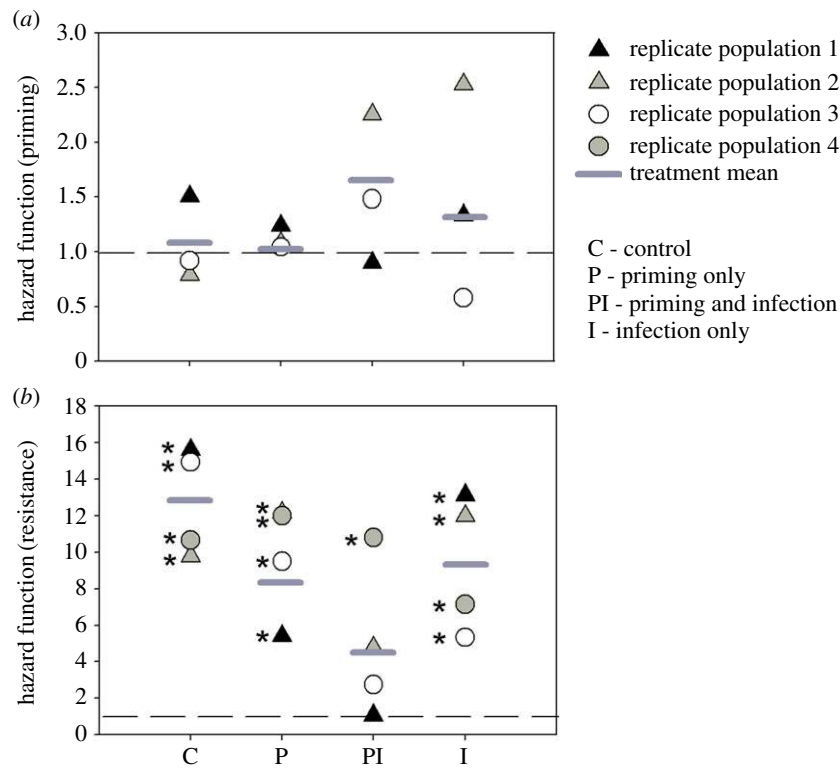 (a)
3.0
2.5
2.0
1.5
1.0
0.5
0
hazard function (priming)
replicate population 1
replicate population 2
replicate population 3
replicate population 4
treatment mean
C - control
P - priming only
PI - priming and infection
I - infection only
(b)
18
16
14
12
10
8
6
4
2
0
hazard function (resistance)
* * * *
* * * *
*
* * * *
C P PI I